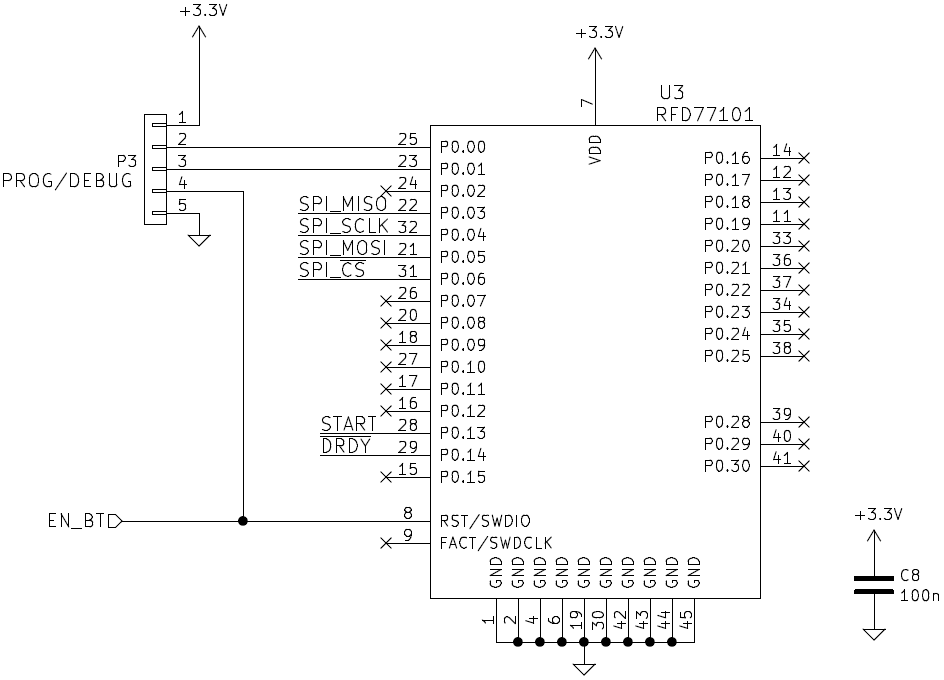 +3.3V
+3.3V
U3
RFD77101
7
VDD
1
2
3
4
5
P3
PROG/DEBUG
25 P0.00
23 P0.01
24 P0.02
SPI_MISO 22 P0.03
SPI_SCLK 32 P0.04
SPI_MOSI 21 P0.05
SPI_C̅S̅ 31 P0.06
26 P0.07
20 P0.08
18 P0.09
27 P0.10
17 P0.11
16 P0.12
START 28 P0.13
D̅R̅D̅Y̅ 29 P0.14
15 P0.15
P0.16 14
P0.17 12
P0.18 13
P0.19 11
P0.20 33
P0.21 36
P0.22 37
P0.23 34
P0.24 35
P0.25 38
P0.28 39
P0.29 40
P0.30 41
EN_BT 8 RST/SWDIO
9 FACT/SWDCLK
GND GND GND GND GND GND GND GND GND GND
1 2 4 6 19 30 42 43 44 45
+3.3V
C8
100n